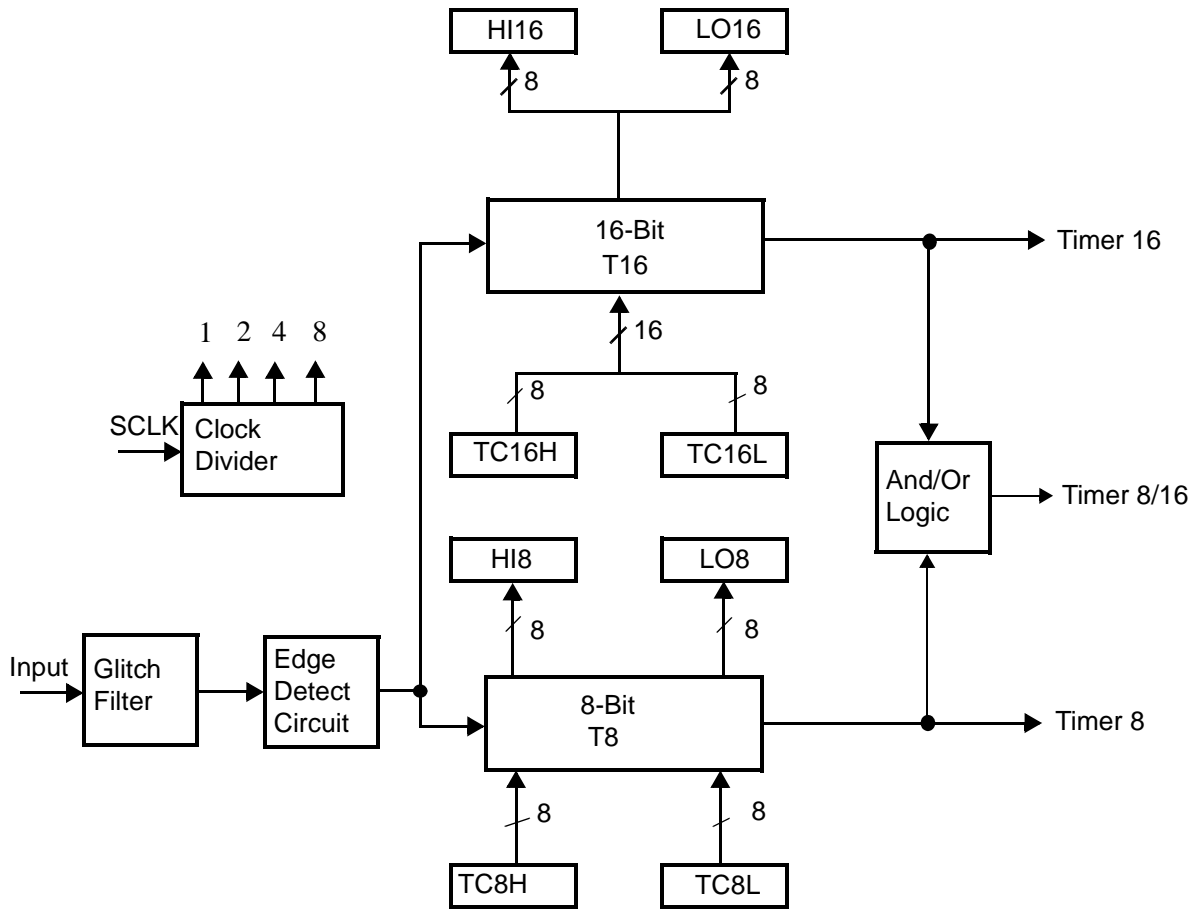 HI16
LO16
8
8
16-Bit
T16
Timer 16
16
1 2 4 8
8
8
SCLK
Clock
Divider
TC16H
TC16L
And/Or
Logic
Timer 8/16
HI8
LO8
8
8
Input
Glitch
Filter
Edge
Detect
Circuit
8-Bit
T8
Timer 8
8
8
TC8H
TC8L